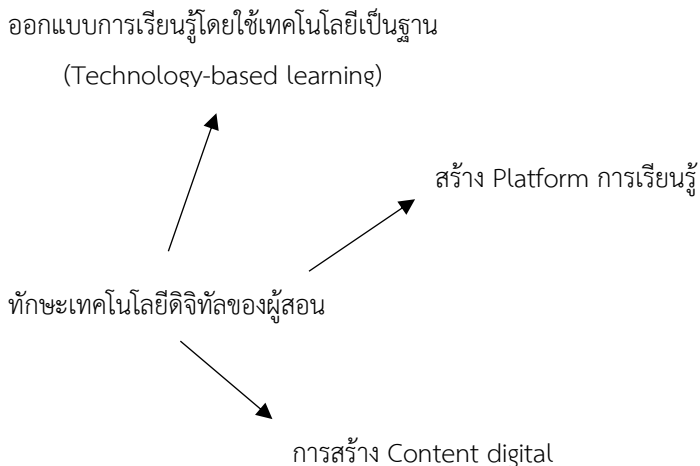 ออกแบบการเรียนรู้โดยใช้เทคโนโลยีเป็นฐาน
(Technology-based learning)
สร้าง Platform การเรียนรู้
ทักษะเทคโนโลยีดิจิทัลของผู้สอน
การสร้าง Content digital